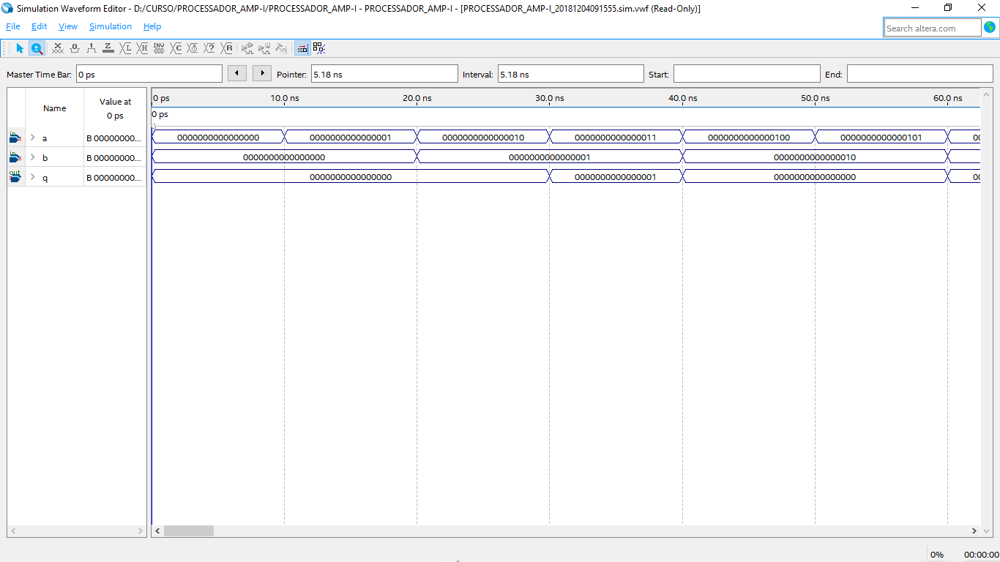 Simulation Waveform Editor - D:/CURSO/PROCESSADOR_AMP-I/PROCESSADOR_AMP-I - PROCESSADOR_AMP-I - [PROCESSADOR_AMP-I_20181204091555.sim.vwf (Read-Only)]
File Edit View Simulation Help
Search altera.com
Master Time Bar: 0 ps Pointer: 5.18 ns Interval: 5.18 ns Start: End:
Name Value at 0 ps
0 ps 10.0 ns 20.0 ns 30.0 ns 40.0 ns 50.0 ns 60.0 ns
0 ps
in a B 00000000... 0000000000000000 0000000000000001 0000000000000010 0000000000000011 0000000000000100 0000000000000101 00
in b B 00000000... 0000000000000000 0000000000000001 0000000000000010
out q B 00000000... 0000000000000000 0000000000000001 0000000000000000 00
0% 00:00:00